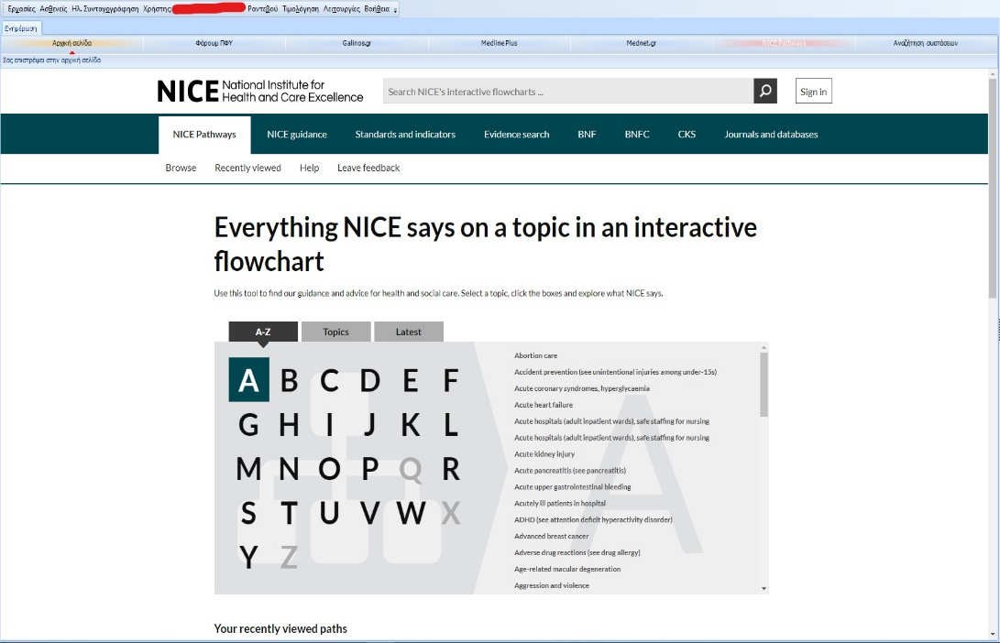 Εργασίες Ασθενείς Ηλ. Συνταγογράφηση Χρήστης Ραντεβού Τιμολόγηση Λειτουργίες Βοήθεια
Ενημέρωση
Αρχική σελίδα Φόρουμ ΠΦΥ Galinos.gr Medline Plus Mednet.gr NICE Pathways Αναζήτηση συστάσεων
Σας επιστρέφει στην αρχική σελίδα
NICE National Institute for
Health and Care Excellence
Search NICE's interactive flowcharts ...
Sign in
NICE Pathways NICE guidance Standards and indicators Evidence search BNF BNFC CKS Journals and databases
Browse Recently viewed Help Leave feedback
Everything NICE says on a topic in an interactive
flowchart
Use this tool to find our guidance and advice for health and social care. Select a topic, click the boxes and explore what NICE says.
A-Z Topics Latest
A B C D E F
G H I J K L
M N O P Q R
S T U V W X
Y Z
Abortion care
Accident prevention (see unintentional injuries among under-15s)
Acute coronary syndromes, hyperglycaemia
Acute heart failure
Acute hospitals (adult inpatient wards), safe staffing for nursing
Acute hospitals (adult inpatient wards), safe staffing for nursing
Acute kidney injury
Acute pancreatitis (see pancreatitis)
Acute upper gastrointestinal bleeding
Acutely ill patients in hospital
ADHD (see attention deficit hyperactivity disorder)
Advanced breast cancer
Adverse drug reactions (see drug allergy)
Age-related macular degeneration
Aggression and violence
A
Your recently viewed paths